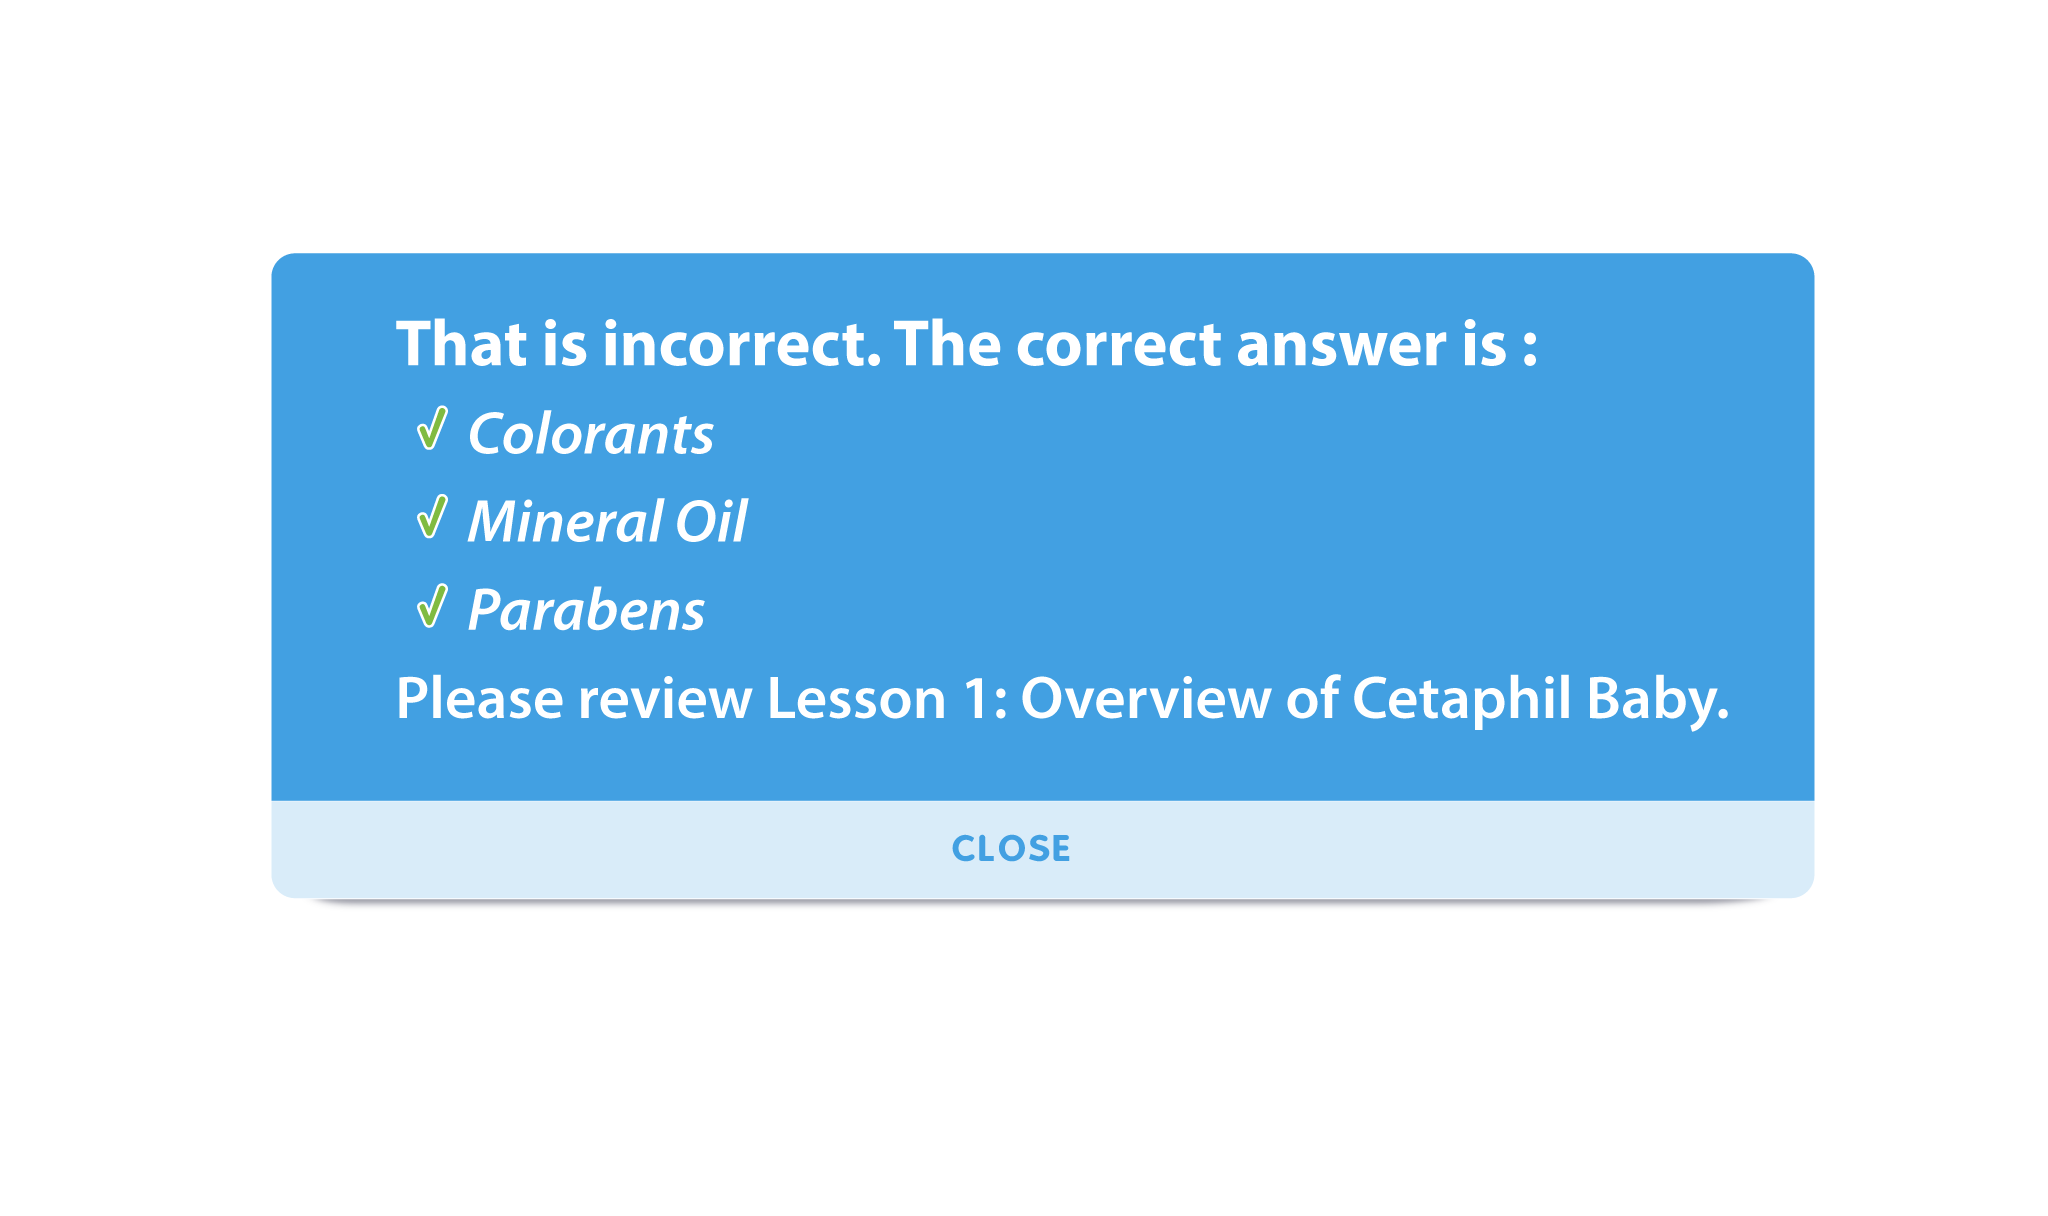 That is incorrect. The correct answer is :
Colorants
Mineral Oil
Parabens
Please review Lesson 1: Overview of Cetaphil Baby.
CLOSE